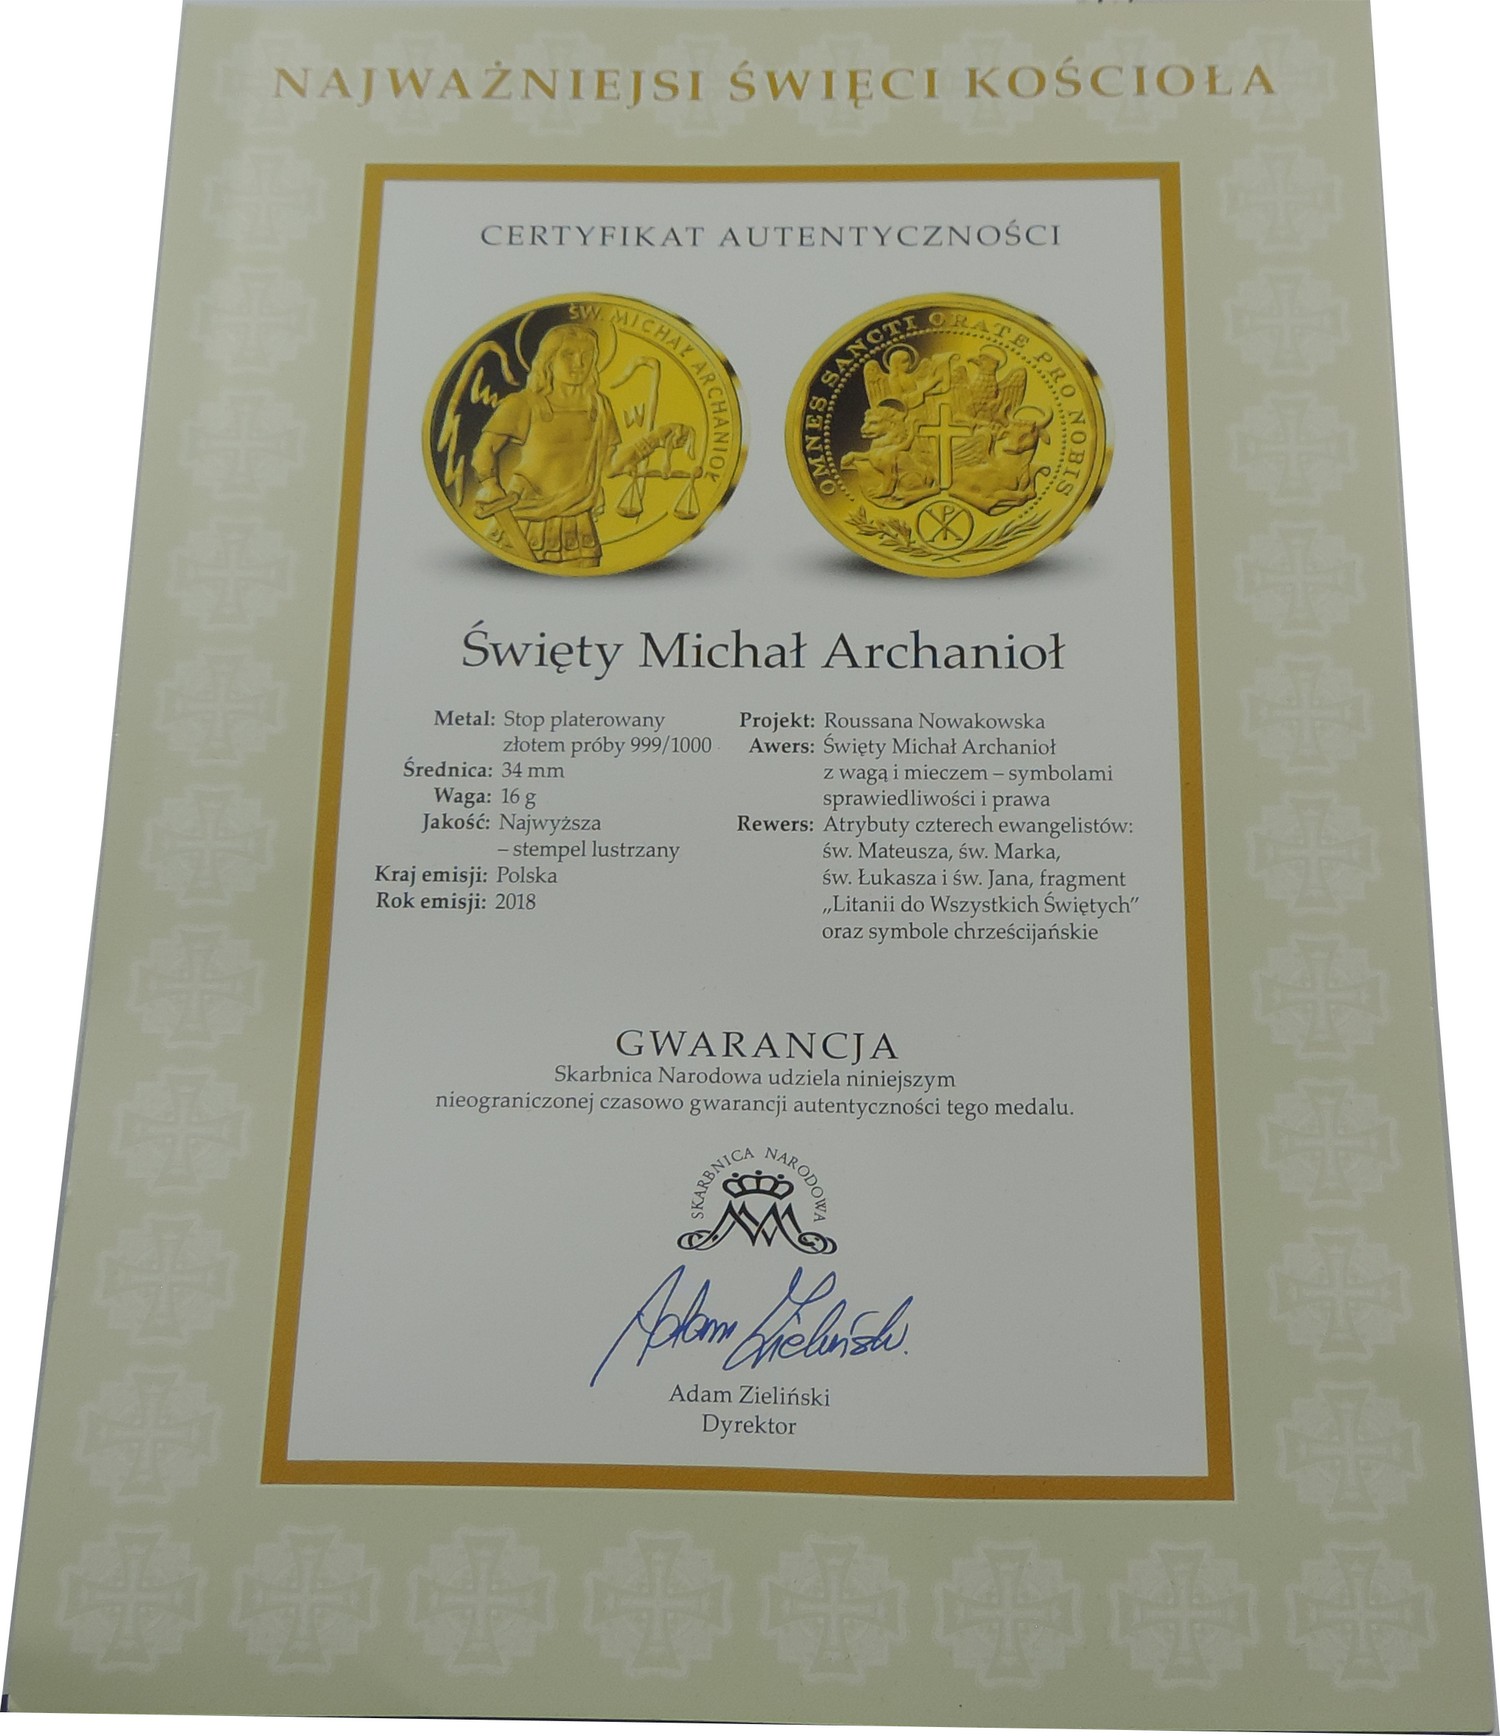 NAJWAŻNIEJSI ŚWIĘCI KOŚCIOŁA
CERTYFIKAT AUTENTYCZNOŚCI
ŚW. MICHAŁ ARCHANIOŁ
OMNES SANCTI ORATE PRO NOBIS
Święty Michał Archanioł
Metal: Stop platerowany
złotem próby 999/1000
Średnica: 34 mm
Waga: 16 g
Jakość: Najwyższa
– stempel lustrzany
Kraj emisji: Polska
Rok emisji: 2018
Projekt: Roussana Nowakowska
Awers: Święty Michał Archanioł
z wagą i mieczem – symbolami
sprawiedliwości i prawa
Rewers: Atrybuty czterech ewangelistów:
św. Mateusza, św. Marka,
św. Łukasza i św. Jana, fragment
„Litanii do Wszystkich Świętych”
oraz symbole chrześcijańskie
GWARANCJA
Skarbnica Narodowa udziela niniejszym
nieograniczonej czasowo gwarancji autentyczności tego medalu.
SKARBNICA NARODOWA
Adam Zieliński
Adam Zieliński
Dyrektor